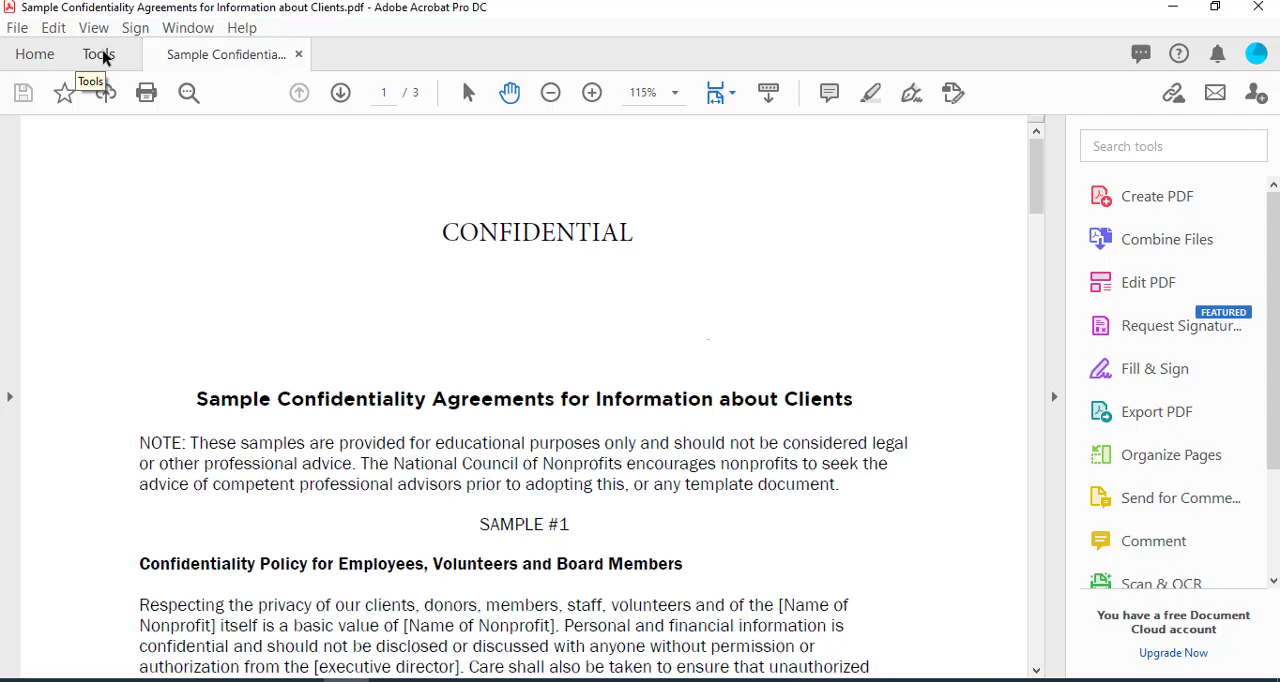 Sample Confidentiality Agreements for Information about Clients.pdf - Adobe Acrobat Pro DC
File Edit View Sign Window Help
Home Tools Sample Confidentia... ×
Tools
1 / 3 115%
Search tools
Create PDF
Combine Files
Edit PDF
FEATURED
Request Signatur...
Fill & Sign
Export PDF
Organize Pages
Send for Comme...
Comment
Scan & OCR
You have a free Document
Cloud account
Upgrade Now
CONFIDENTIAL
Sample Confidentiality Agreements for Information about Clients
NOTE: These samples are provided for educational purposes only and should not be considered legal
or other professional advice. The National Council of Nonprofits encourages nonprofits to seek the
advice of competent professional advisors prior to adopting this, or any template document.
SAMPLE #1
Confidentiality Policy for Employees, Volunteers and Board Members
Respecting the privacy of our clients, donors, members, staff, volunteers and of the [Name of
Nonprofit] itself is a basic value of [Name of Nonprofit]. Personal and financial information is
confidential and should not be disclosed or discussed with anyone without permission or
authorization from the [executive director]. Care shall also be taken to ensure that unauthorized